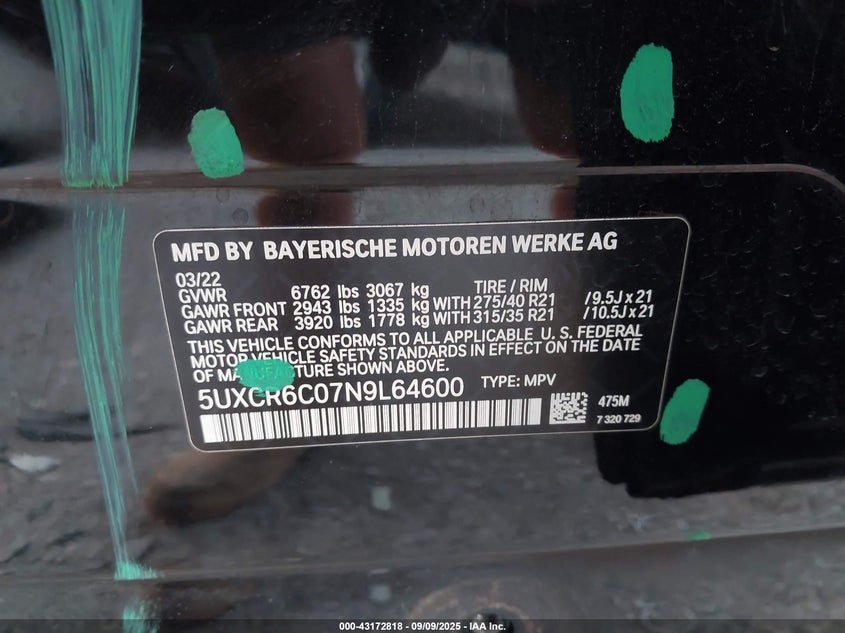 MFD BY BAYERISCHE MOTOREN WERKE AG
03/22
GVWR 6762 lbs 3067 kg TIRE / RIM
GAWR FRONT 2943 lbs 1335 kg WITH 275/40 R21 /9.5J x 21
GAWR REAR 3920 lbs 1778 kg WITH 315/35 R21 /10.5J x 21
THIS VEHICLE CONFORMS TO ALL APPLICABLE U. S. FEDERAL
MOTOR VEHICLE SAFETY STANDARDS IN EFFECT ON THE DATE
OF MANUFACTURE SHOWN ABOVE.
5UXCR6C07N9L64600 TYPE: MPV
475M
7 320 729
000-43172818 - 09/09/2025 - IAA Inc.